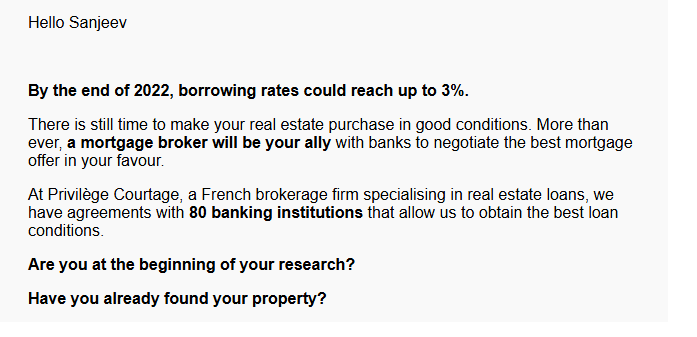 Hello Sanjeev
By the end of 2022, borrowing rates could reach up to 3%.
There is still time to make your real estate purchase in good conditions. More than
ever, a mortgage broker will be your ally with banks to negotiate the best mortgage
offer in your favour.
At Privilège Courtage, a French brokerage firm specialising in real estate loans, we
have agreements with 80 banking institutions that allow us to obtain the best loan
conditions.
Are you at the beginning of your research?
Have you already found your property?